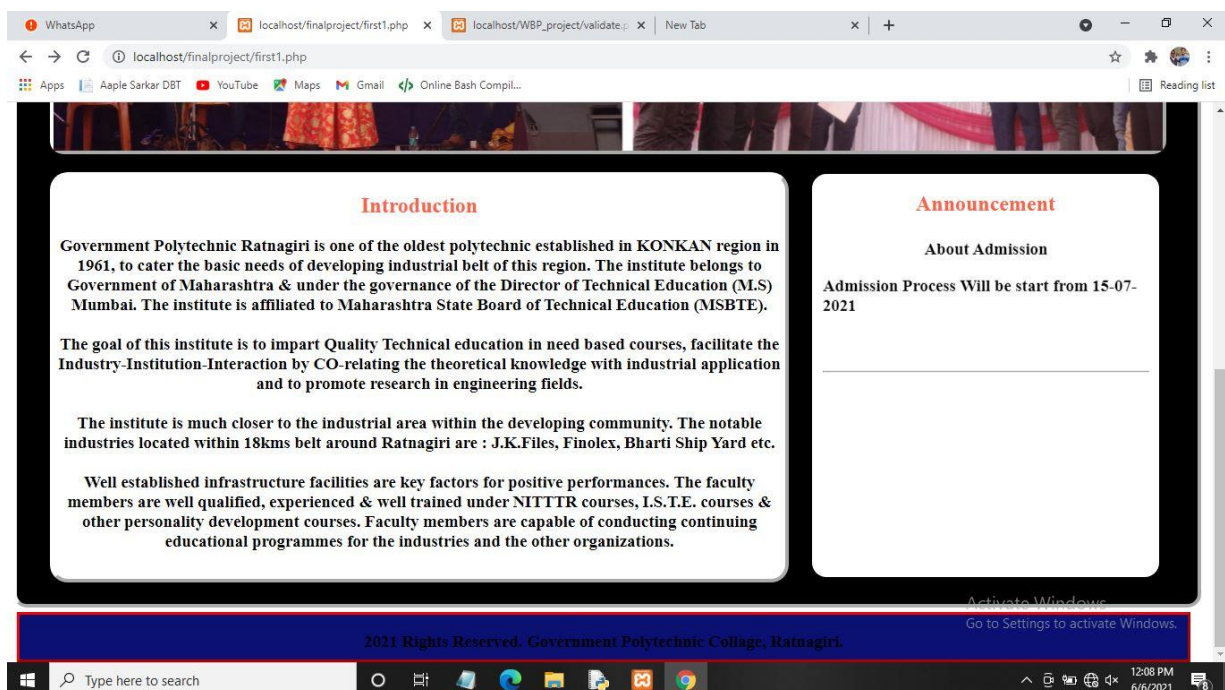 WhatsApp
localhost/finalproject/first1.php
localhost/WBP_project/validate.p
New Tab
localhost/finalproject/first1.php
Apps
Aaple Sarkar DBT
YouTube
Maps
Gmail
Online Bash Compil...
Reading list
Introduction
Government Polytechnic Ratnagiri is one of the oldest polytechnic established in KONKAN region in
1961, to cater the basic needs of developing industrial belt of this region. The institute belongs to
Government of Maharashtra & under the governance of the Director of Technical Education (M.S)
Mumbai. The institute is affiliated to Maharashtra State Board of Technical Education (MSBTE).
The goal of this institute is to impart Quality Technical education in need based courses, facilitate the
Industry-Institution-Interaction by CO-relating the theoretical knowledge with industrial application
and to promote research in engineering fields.
The institute is much closer to the industrial area within the developing community. The notable
industries located within 18kms belt around Ratnagiri are : J.K.Files, Finolex, Bharti Ship Yard etc.
Well established infrastructure facilities are key factors for positive performances. The faculty
members are well qualified, experienced & well trained under NITTTR courses, I.S.T.E. courses &
other personality development courses. Faculty members are capable of conducting continuing
educational programmes for the industries and the other organizations.
Announcement
About Admission
Admission Process Will be start from 15-07-
2021
Activate Windows
Go to Settings to activate Windows.
2021 Rights Reserved. Government Polytechnic Collage, Ratnagiri.
Type here to search
12:08 PM
6/6/2021